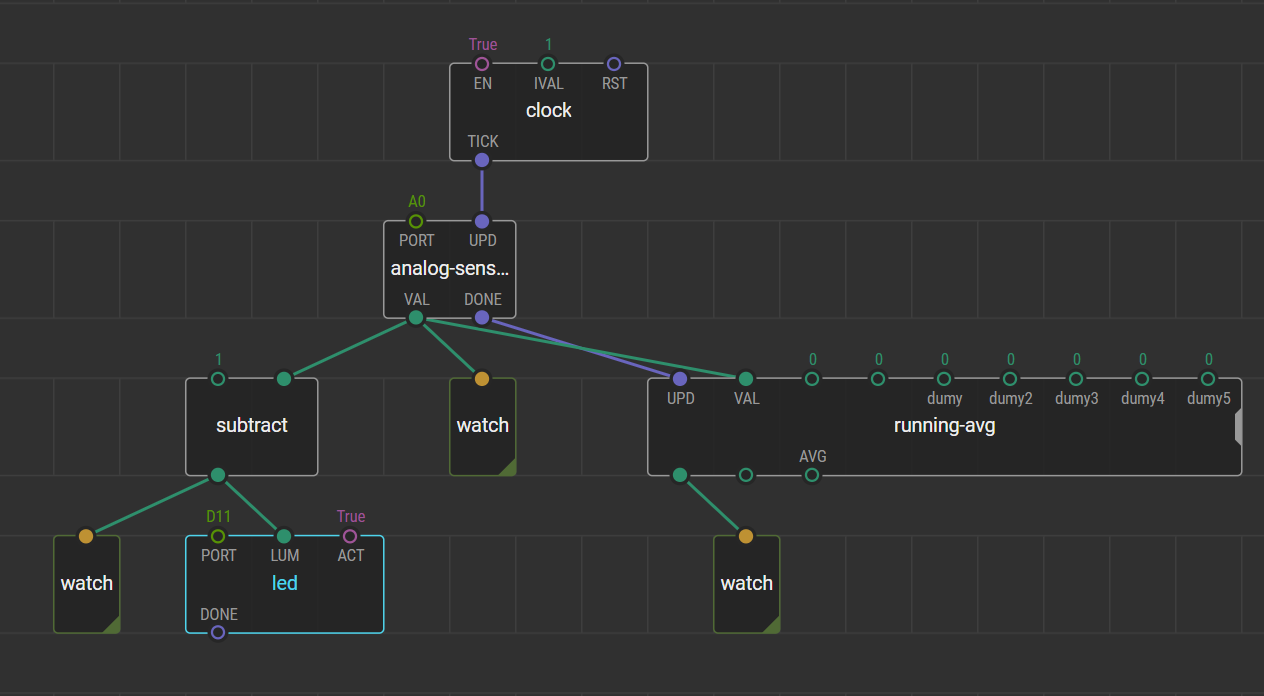 True 1
EN IVAL RST
clock
TICK
A0
PORT UPD
analog-sens...
VAL DONE
1 0 0 0 0 0 0 0
UPD VAL dumy dumy2 dumy3 dumy4 dumy5
subtract watch running-avg
AVG
D11 True
PORT LUM ACT
watch led watch
DONE